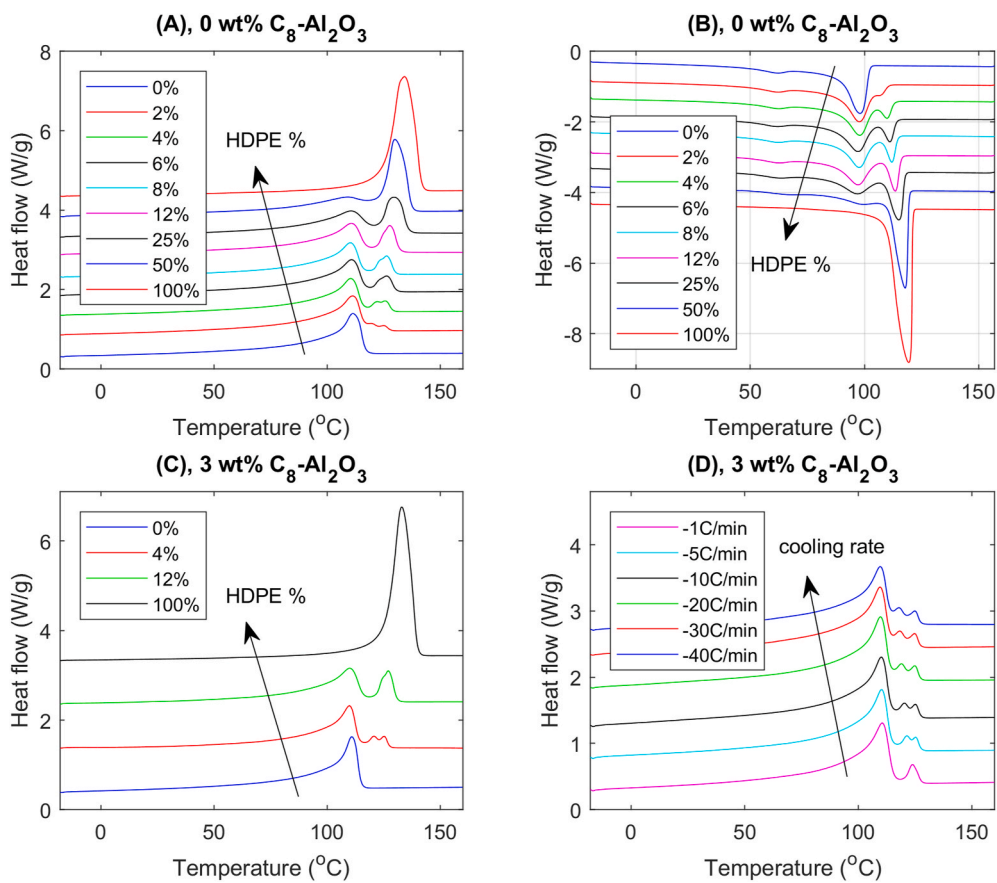 (A), 0 wt% C₈-Al₂O₃
8
6
4
2
0
0%
2%
4%
6%
8%
12%
25%
50%
100%
HDPE %
Heat flow (W/g)
0 50 100 150
Temperature (°C)
(B), 0 wt% C₈-Al₂O₃
0
-2
-4
-6
-8
0%
2%
4%
6%
8%
12%
25%
50%
100%
HDPE %
Heat flow (W/g)
0 50 100 150
Temperature (°C)
(C), 3 wt% C₈-Al₂O₃
6
4
2
0
0%
4%
12%
100%
HDPE %
Heat flow (W/g)
0 50 100 150
Temperature (°C)
(D), 3 wt% C₈-Al₂O₃
4
3
2
1
0
-1C/min
-5C/min
-10C/min
-20C/min
-30C/min
-40C/min
cooling rate
Heat flow (W/g)
0 50 100 150
Temperature (°C)